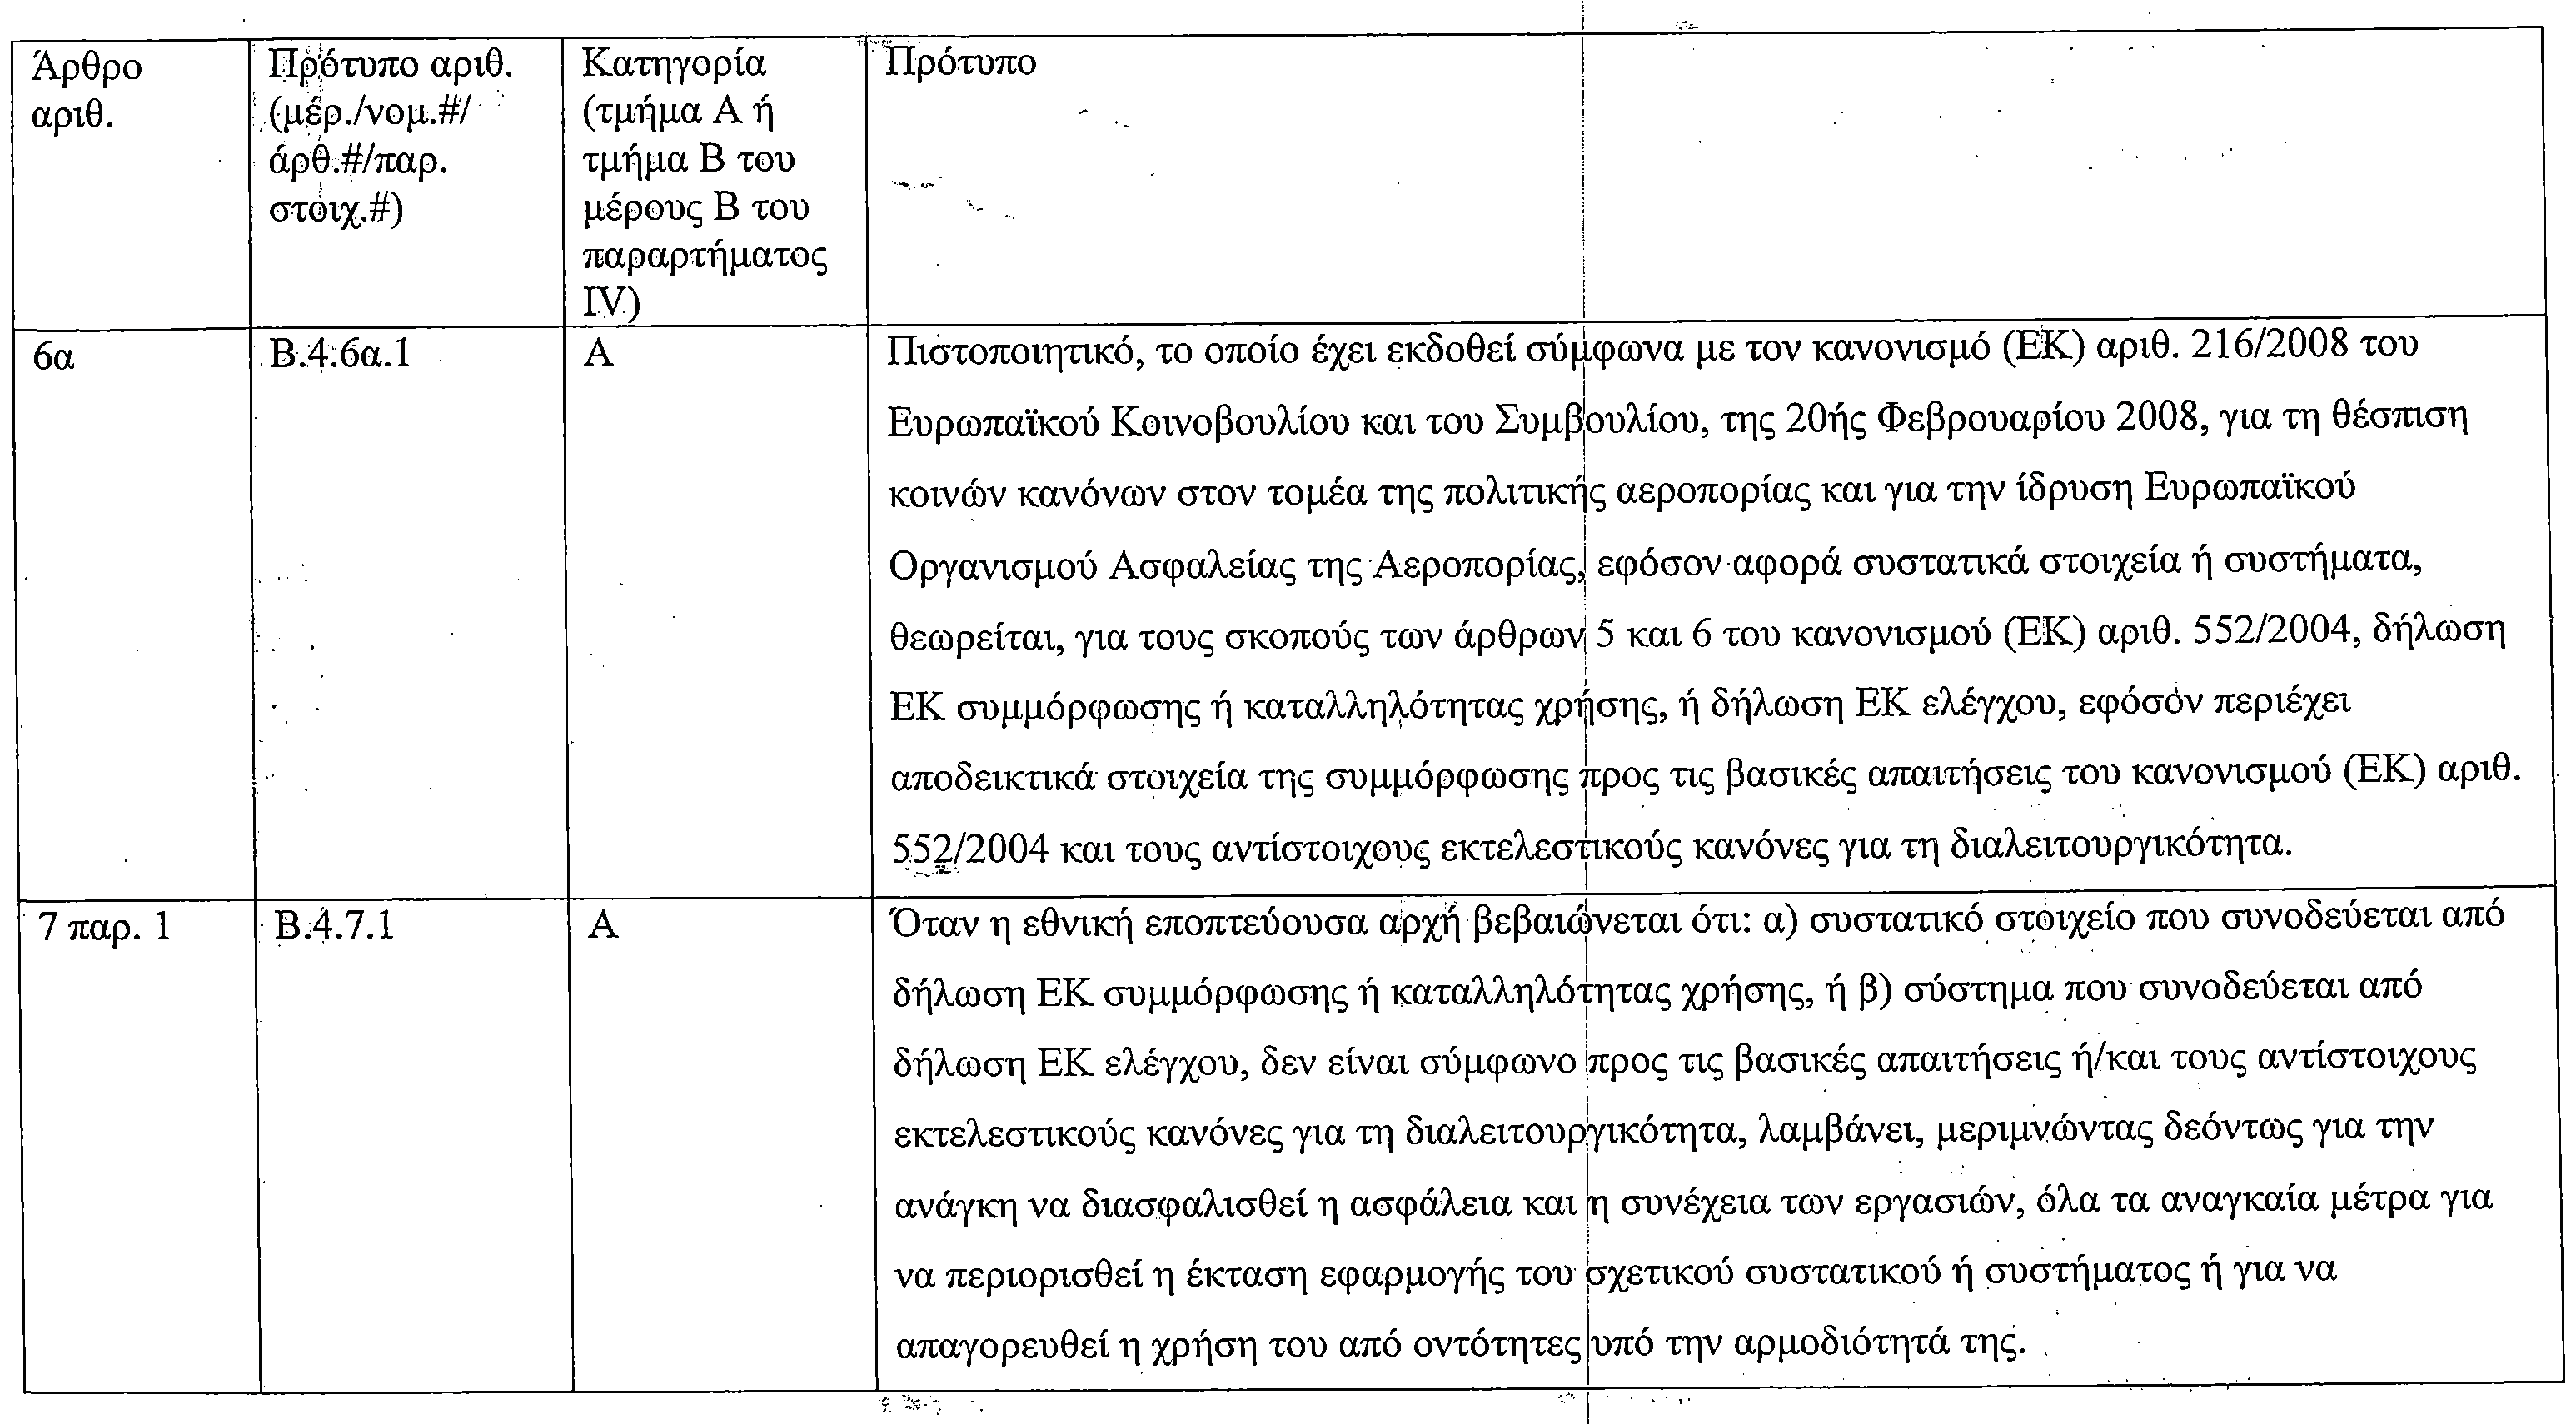 Άρθρο
αριθ.
Πρότυπο αριθ.
(μέρ./νομ.#/
άρθ.#/παρ.
στοιχ.#)
Κατηγορία
(τμήμα Α ή
τμήμα Β του
μέρους Β του
παραρτήματος
IV)
Πρότυπο
6α
Β.4.6α.1
Α
Πιστοποιητικό, το οποίο έχει εκδοθεί σύμφωνα με τον κανονισμό (ΕΚ) αριθ. 216/2008 του
Ευρωπαϊκού Κοινοβουλίου και του Συμβουλίου, της 20ής Φεβρουαρίου 2008, για τη θέσπιση
κοινών κανόνων στον τομέα της πολιτικής αεροπορίας και για την ίδρυση Ευρωπαϊκού
Οργανισμού Ασφαλείας της Αεροπορίας, εφόσον αφορά συστατικά στοιχεία ή συστήματα,
θεωρείται, για τους σκοπούς των άρθρων 5 και 6 του κανονισμού (ΕΚ) αριθ. 552/2004, δήλωση
ΕΚ συμμόρφωσης ή καταλληλότητας χρήσης, ή δήλωση ΕΚ ελέγχου, εφόσον περιέχει
αποδεικτικά στοιχεία της συμμόρφωσης προς τις βασικές απαιτήσεις του κανονισμού (ΕΚ) αριθ.
552/2004 και τους αντίστοιχους εκτελεστικούς κανόνες για τη διαλειτουργικότητα.
7 παρ. 1
Β.4.7.1
Α
Όταν η εθνική εποπτεύουσα αρχή βεβαιώνεται ότι: α) συστατικό στοιχείο που συνοδεύεται από
δήλωση ΕΚ συμμόρφωσης ή καταλληλότητας χρήσης, ή β) σύστημα που συνοδεύεται από
δήλωση ΕΚ ελέγχου, δεν είναι σύμφωνο προς τις βασικές απαιτήσεις ή/και τους αντίστοιχους
εκτελεστικούς κανόνες για τη διαλειτουργικότητα, λαμβάνει, μεριμνώντας δεόντως για την
ανάγκη να διασφαλισθεί η ασφάλεια και η συνέχεια των εργασιών, όλα τα αναγκαία μέτρα για
να περιορισθεί η έκταση εφαρμογής του σχετικού συστατικού ή συστήματος ή για να
απαγορευθεί η χρήση του από οντότητες υπό την αρμοδιότητά της.